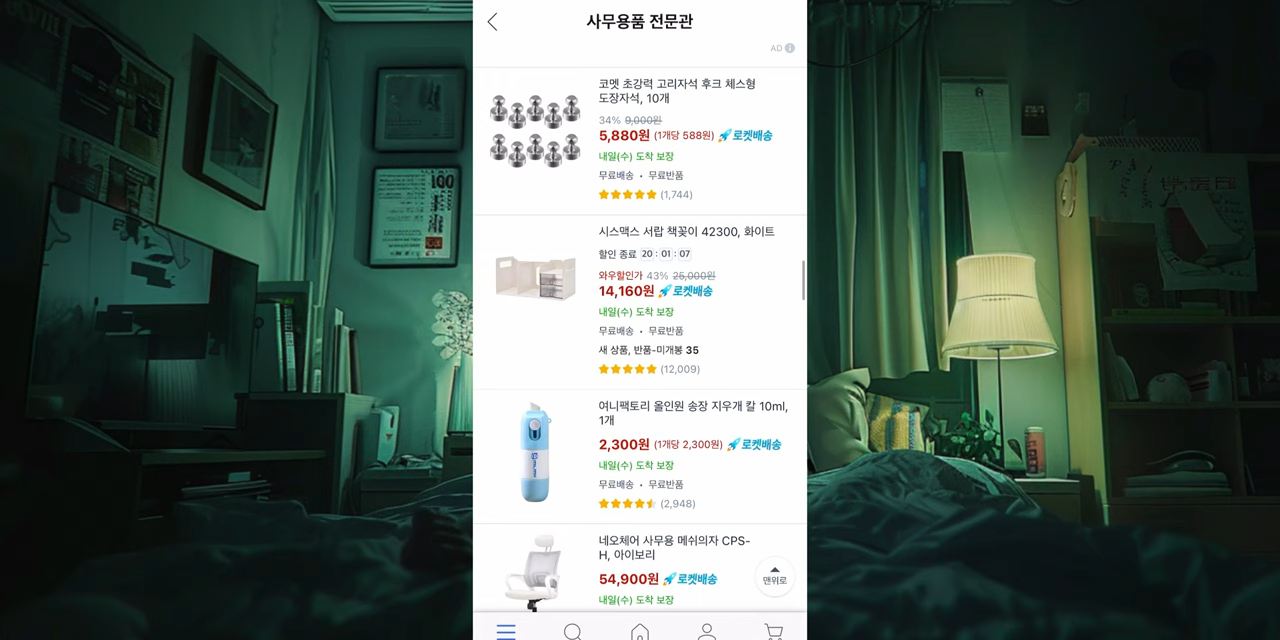 사무용품 전문관
AD
코멧 초강력 고리자석 후크 체스형
도장자석, 10개
34% 9,000원
5,880원 (1개당 588원) 로켓배송
내일(수) 도착 보장
무료배송 • 무료반품
(1,744)
시스맥스 서랍 책꽂이 42300, 화이트
할인 종료 20 : 01 : 07
와우할인가 43% 25,000원
14,160원 로켓배송
내일(수) 도착 보장
무료배송 • 무료반품
새 상품, 반품-미개봉 35
(12,009)
여니팩토리 올인원 송장 지우개 칼 10ml,
1개
2,300원 (1개당 2,300원) 로켓배송
내일(수) 도착 보장
무료배송 • 무료반품
(2,948)
네오체어 사무용 메쉬의자 CPS-
H, 아이보리
54,900원 로켓배송
내일(수) 도착 보장
맨위로
100